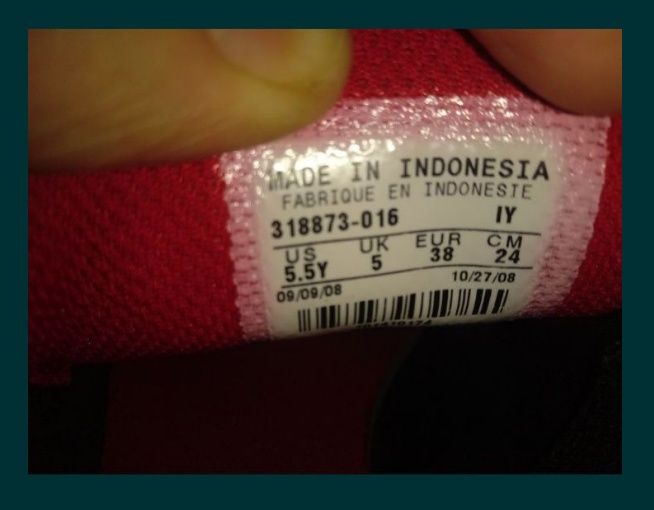 MADE IN INDONESIA
FABRIQUE EN INDONESIE
318873-016 IY
US UK EUR CM
5.5Y 5 38 24
09/09/08 10/27/08